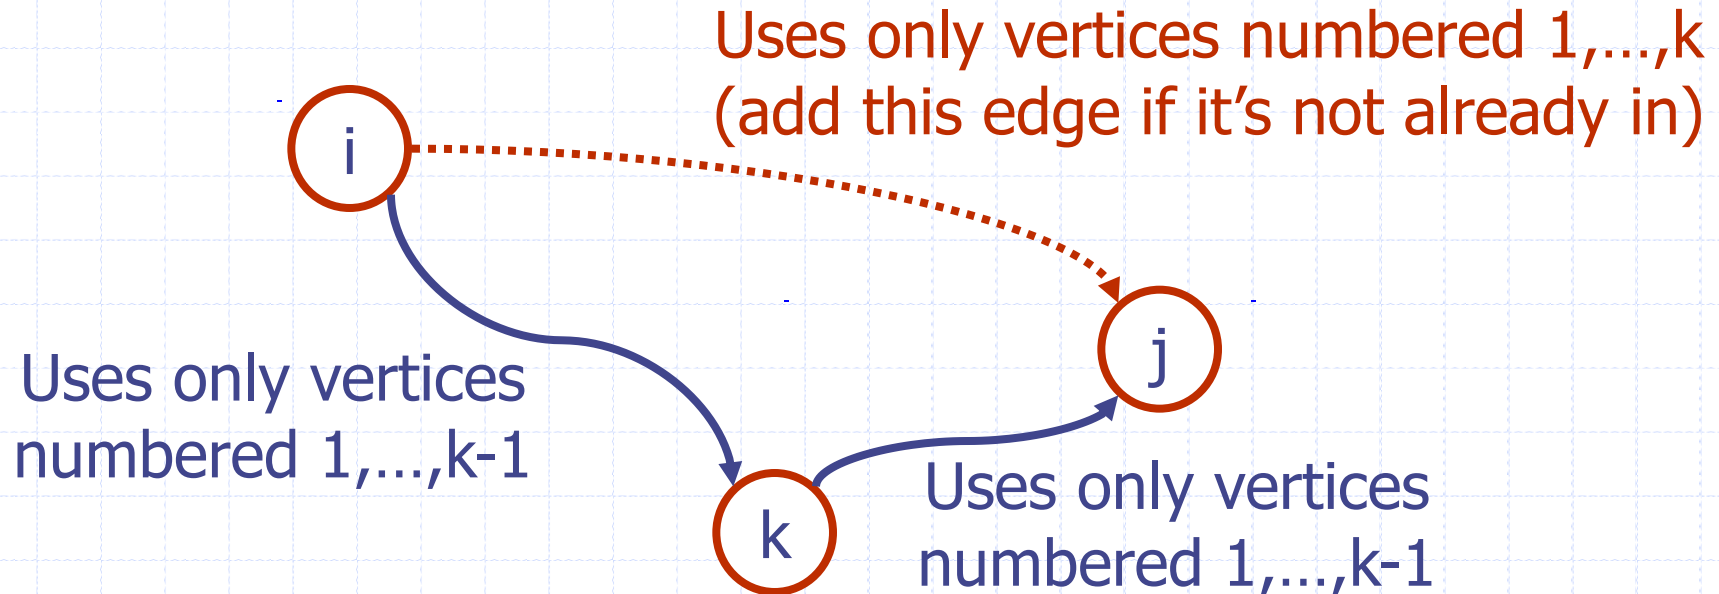 Uses only vertices numbered 1,…,k
(add this edge if it’s not already in)
i
j
Uses only vertices
numbered 1,…,k-1
k
Uses only vertices
numbered 1,…,k-1